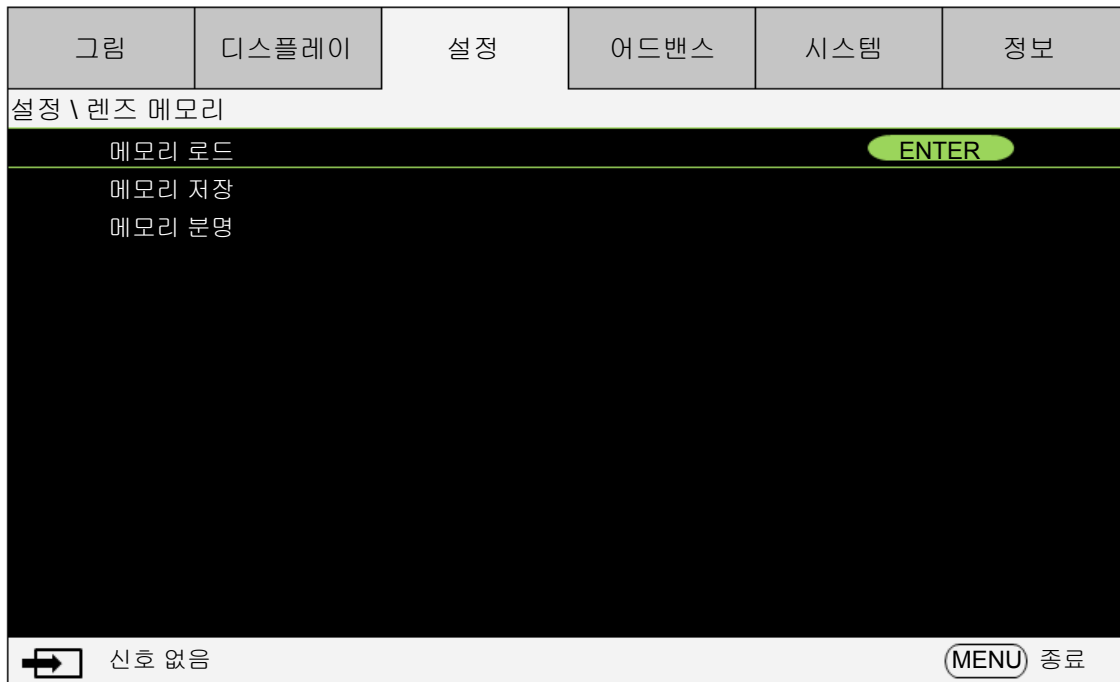 그림 디스플레이 설정 어드밴스 시스템 정보
설정 \ 렌즈 메모리
메모리 로드 ENTER
메모리 저장
메모리 분명
신호 없음 MENU 종료